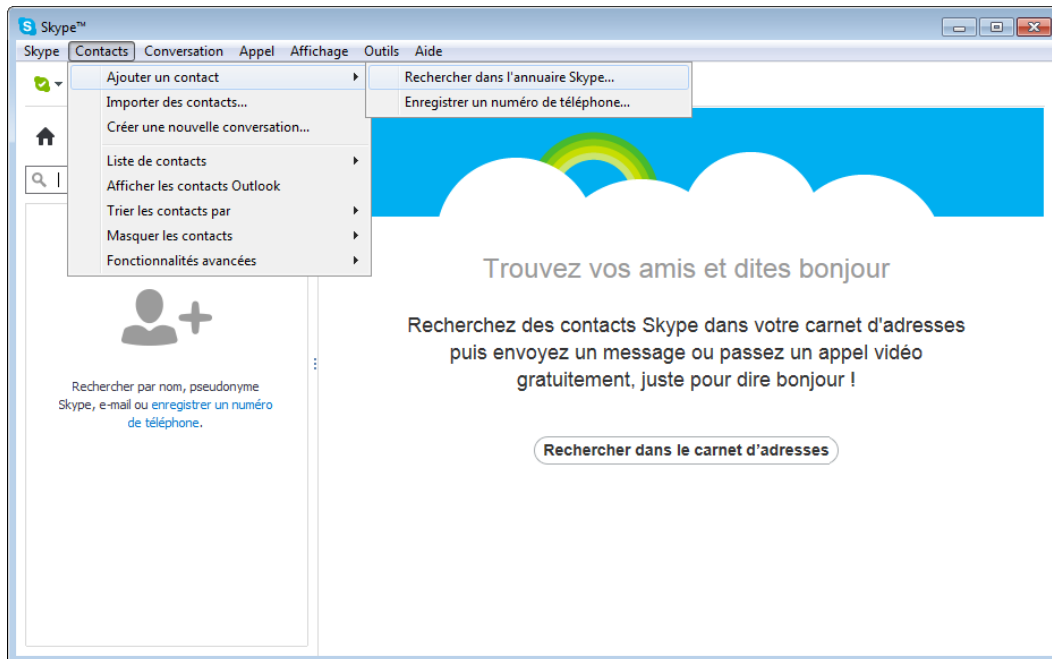 Skype™
Skype Contacts Conversation Appel Affichage Outils Aide
Ajouter un contact
Importer des contacts...
Créer une nouvelle conversation...
Liste de contacts
Afficher les contacts Outlook
Trier les contacts par
Masquer les contacts
Fonctionnalités avancées
Rechercher dans l'annuaire Skype...
Enregistrer un numéro de téléphone...
Rechercher par nom, pseudonyme
Skype, e-mail ou enregistrer un numéro
de téléphone.
Trouvez vos amis et dites bonjour
Recherchez des contacts Skype dans votre carnet d'adresses
puis envoyez un message ou passez un appel vidéo
gratuitement, juste pour dire bonjour !
Rechercher dans le carnet d’adresses